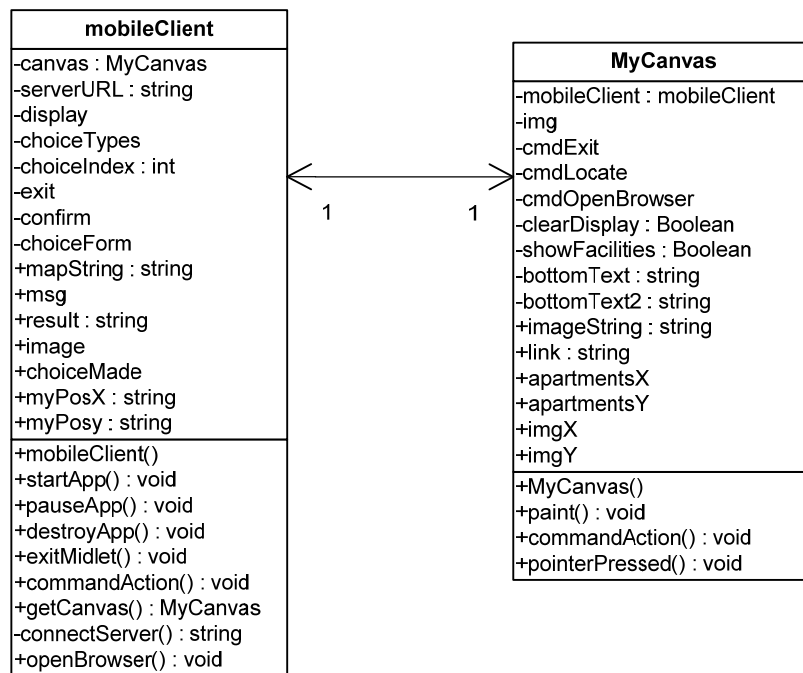 mobileClient
-canvas : MyCanvas
-serverURL : string
-display
-choiceTypes
-choiceIndex : int
-exit
-confirm
-choiceForm
+mapString : string
+msg
+result : string
+image
+choiceMade
+myPosX : string
+myPosy : string
+mobileClient()
+startApp() : void
+pauseApp() : void
+destroyApp() : void
+exitMidlet() : void
+commandAction() : void
+getCanvas() : MyCanvas
-connectServer() : string
+openBrowser() : void
1
1
MyCanvas
-mobileClient : mobileClient
-img
-cmdExit
-cmdLocate
-cmdOpenBrowser
-clearDisplay : Boolean
-showFacilities : Boolean
-bottomText : string
-bottomText2 : string
+imageString : string
+link : string
+apartmentsX
+apartmentsY
+imgX
+imgY
+MyCanvas()
+paint() : void
+commandAction() : void
+pointerPressed() : void